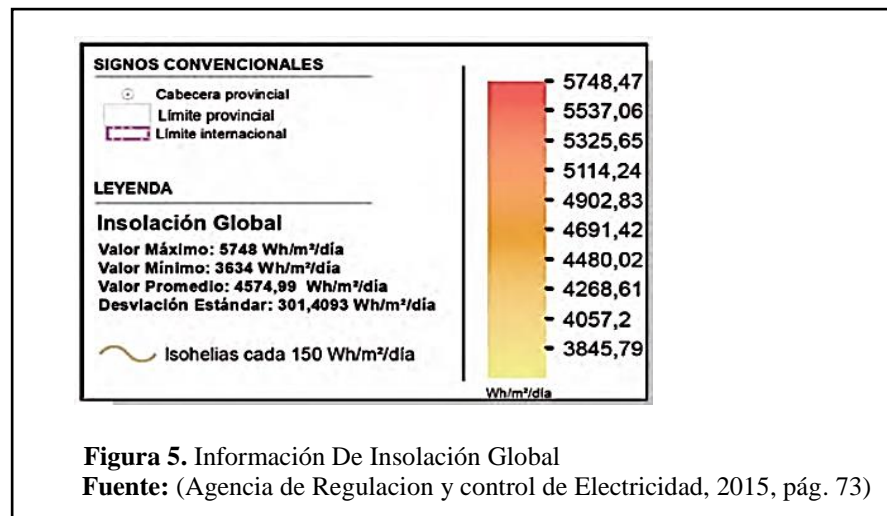 SIGNOS CONVENCIONALES
Cabecera provincial
Límite provincial
Límite internacional
LEYENDA
Insolación Global
Valor Máximo: 5748 Wh/m²/día
Valor Mínimo: 3634 Wh/m²/día
Valor Promedio: 4574,99 Wh/m²/día
Desviación Estándar: 301,4093 Wh/m²/día
Isohelias cada 150 Wh/m²/día
5748,47
5537,06
5325,65
5114,24
4902,83
4691,42
4480,02
4268,61
4057,2
3845,79
Wh/m²/día
Figura 5. Información De Insolación Global
Fuente: (Agencia de Regulacion y control de Electricidad, 2015, pág. 73)